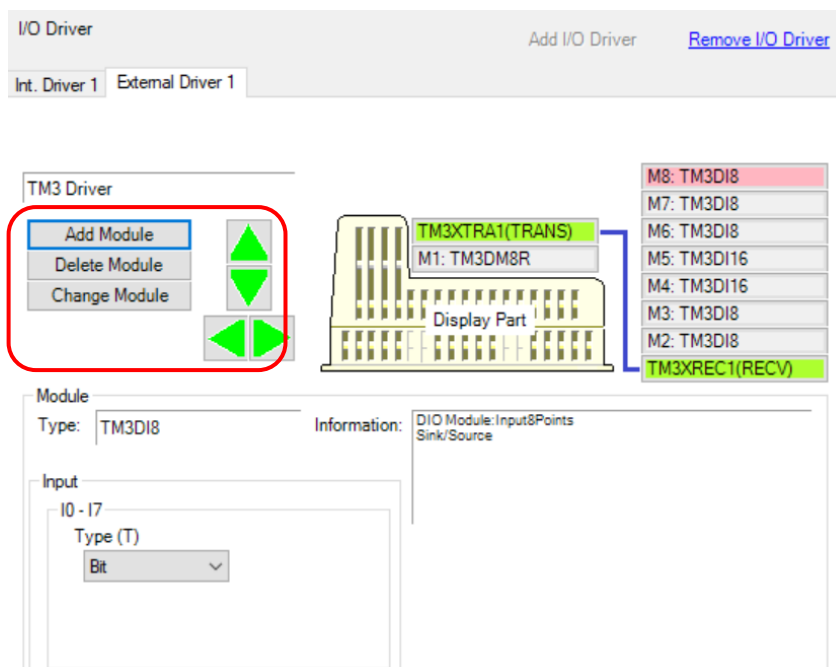 I/O Driver
Add I/O Driver
Remove I/O Driver
Int. Driver 1
External Driver 1
TM3 Driver
Add Module
Delete Module
Change Module
TM3XTRA1(TRANS)
M1: TM3DM8R
Display Part
M8: TM3DI8
M7: TM3DI8
M6: TM3DI8
M5: TM3DI16
M4: TM3DI16
M3: TM3DI8
M2: TM3DI8
TM3XREC1(RECV)
Module
Type: TM3DI8
Information: DIO Module:Input8Points
Sink/Source
Input
I0 - I7
Type (T)
Bit